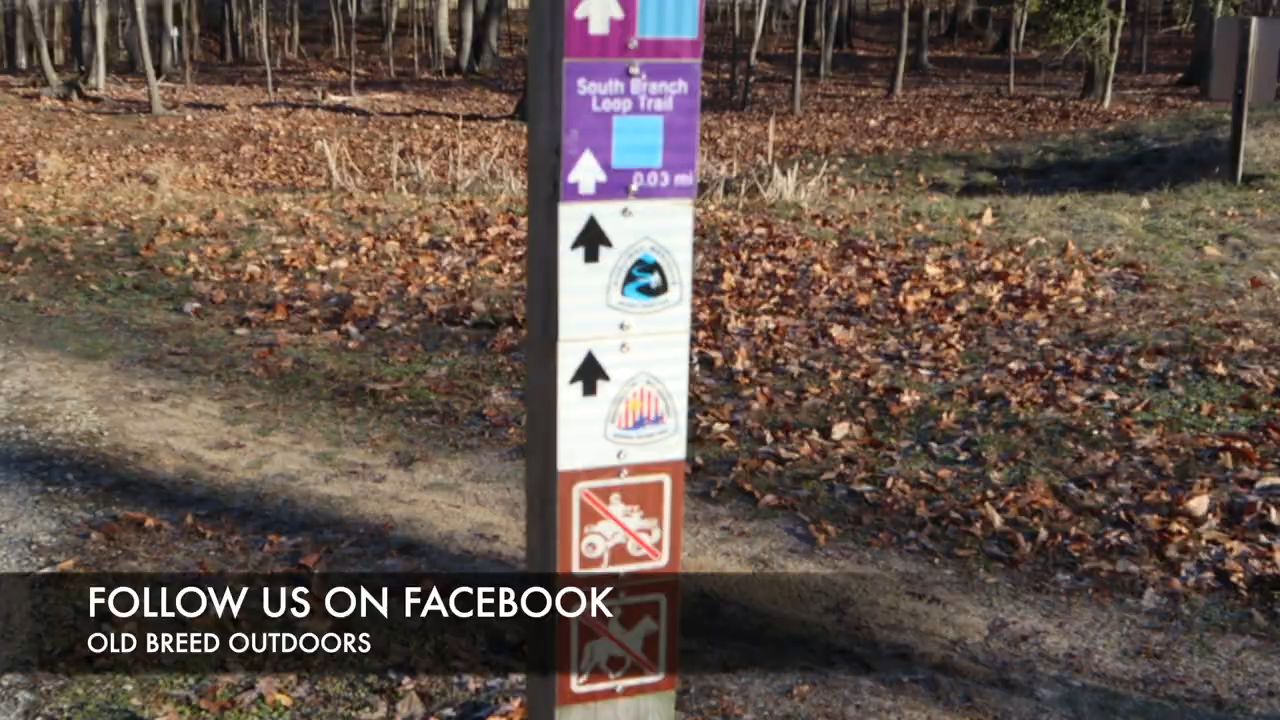 South Branch
Loop Trail
0.03 mi
FOLLOW US ON FACEBOOK
OLD BREED OUTDOORS